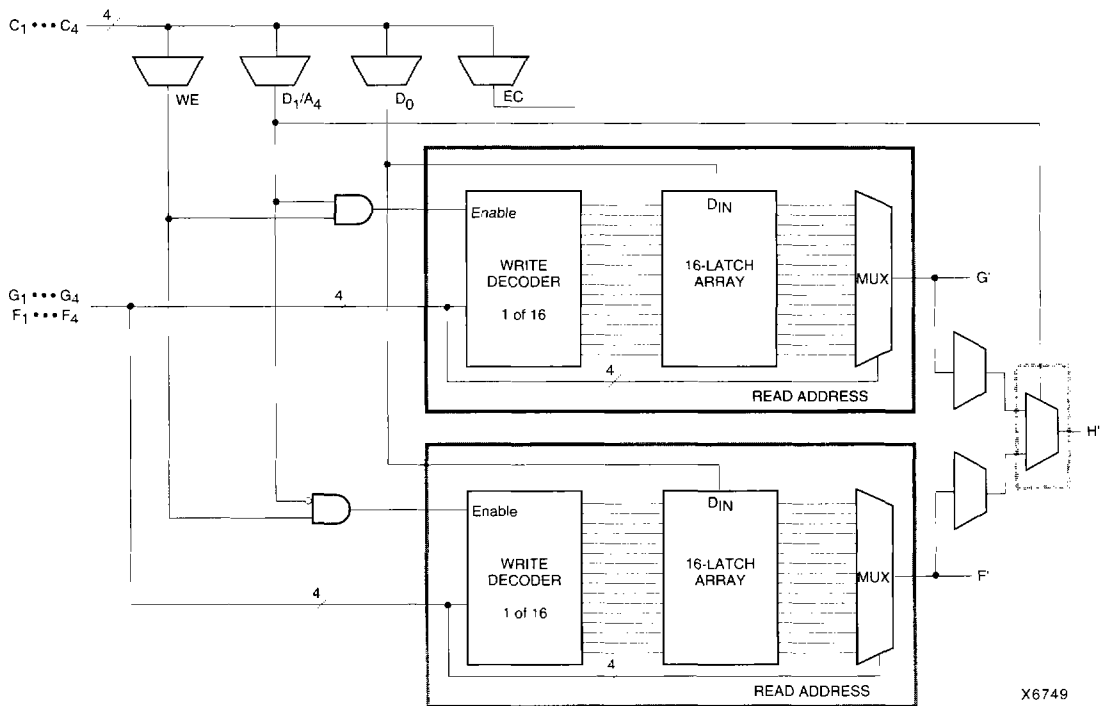 C1 ••• C4
4
WE
D1/A4
D0
EC
Enable
WRITE
DECODER
1 of 16
DIN
16-LATCH
ARRAY
MUX
G'
G1 ••• G4
F1 ••• F4
4
4
READ ADDRESS
H'
Enable
WRITE
DECODER
1 of 16
DIN
16-LATCH
ARRAY
MUX
F'
4
4
READ ADDRESS
X6749